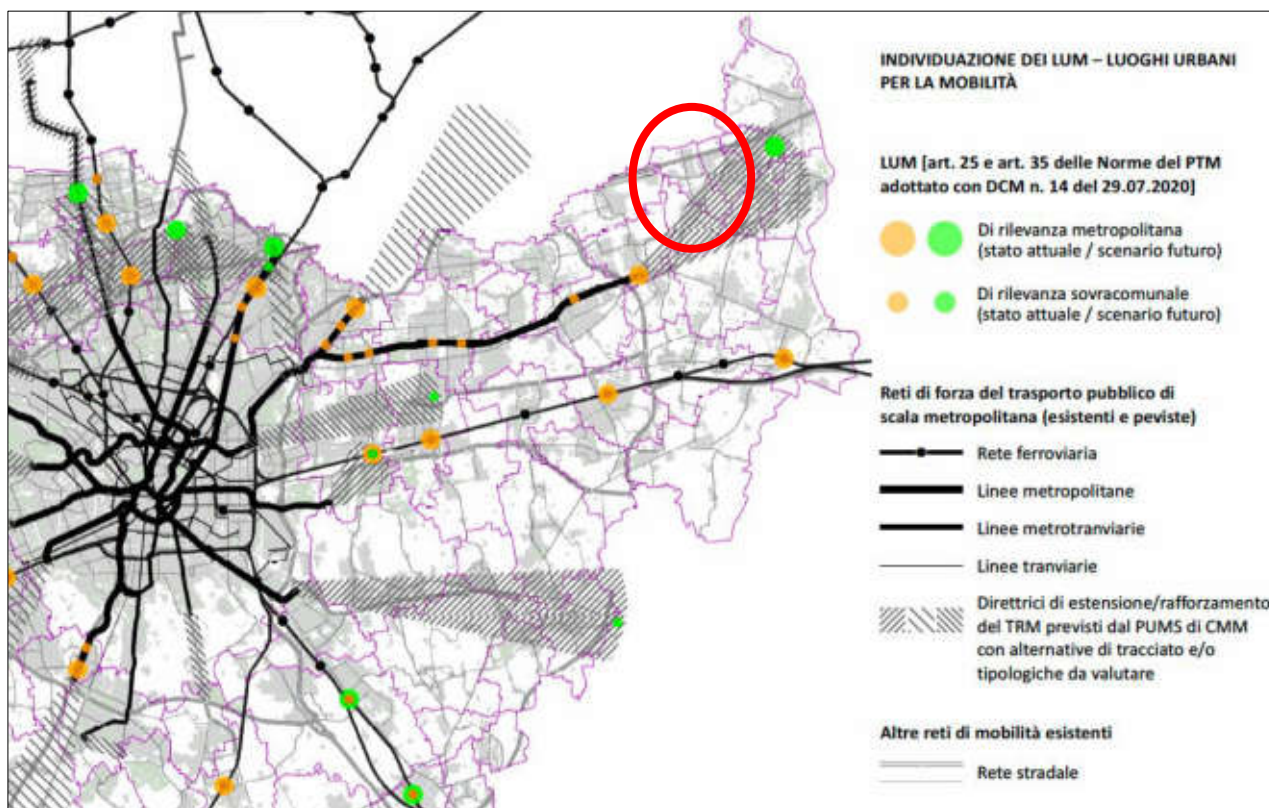 INDIVIDUAZIONE DEI LUM – LUOGHI URBANI
PER LA MOBILITÀ
LUM [art. 25 e art. 35 delle Norme del PTM
adottato con DCM n. 14 del 29.07.2020]
Di rilevanza metropolitana
(stato attuale / scenario futuro)
Di rilevanza sovracomunale
(stato attuale / scenario futuro)
Reti di forza del trasporto pubblico di
scala metropolitana (esistenti e peviste)
Rete ferroviaria
Linee metropolitane
Linee metrotranviarie
Linee tranviarie
Direttrici di estensione/rafforzamento
del TRM previsti dal PUMS di CMM
con alternative di tracciato e/o
tipologiche da valutare
Altre reti di mobilità esistenti
Rete stradale